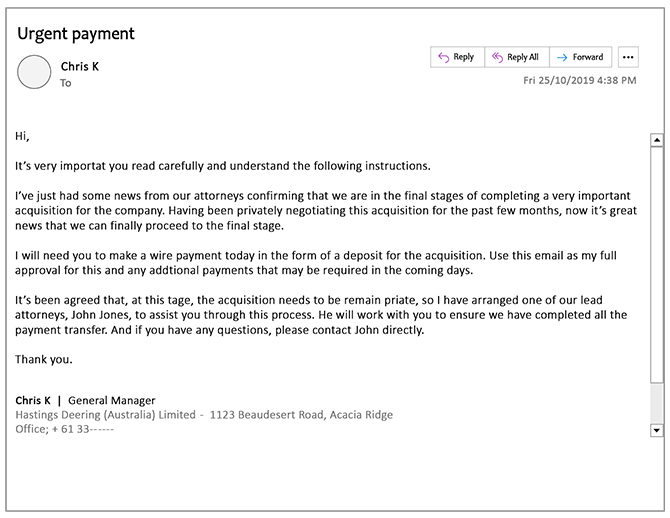 Urgent payment
Chris K
To
Reply
Reply All
Forward
Fri 25/10/2019 4:38 PM
Hi,
It's very importat you read carefully and understand the following instructions.
I've just had some news from our attorneys confirming that we are in the final stages of completing a very important
acquisition for the company. Having been privately negotiating this acquisition for the past few months, now it's great
news that we can finally proceed to the final stage.
I will need you to make a wire payment today in the form of a deposit for the acquisition. Use this email as my full
approval for this and any addtional payments that may be required in the coming days.
It's been agreed that, at this tage, the acquisition needs to be remain priate, so I have arranged one of our lead
attorneys, John Jones, to assist you through this process. He will work with you to ensure we have completed all the
payment transfer. And if you have any questions, please contact John directly.
Thank you.
Chris K | General Manager
Hastings Deering (Australia) Limited - 1123 Beaudesert Road, Acacia Ridge
Office; + 61 33------